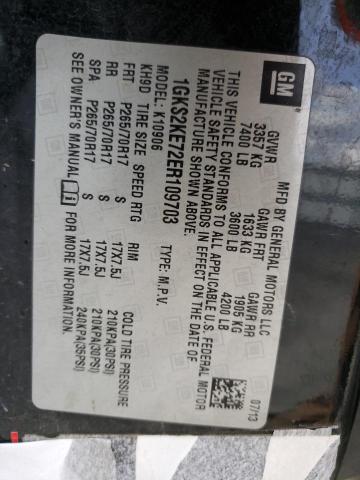 GM
MFD BY GENERAL MOTORS LLC
07/13
GVWR GAWR FRT GAWR RR
3357 KG 1633 KG 1905 KG
7400 LB 3600 LB 4200 LB
THIS VEHICLE CONFORMS TO ALL APPLICABLE U.S. FEDERAL MOTOR
VEHICLE SAFETY STANDARDS IN EFFECT ON THE DATE OF
MANUFACTURE SHOWN ABOVE.
1GKS2KE72ER109703 TYPE: M.P.V.
MODEL: K10906
KH9D TIRE SIZE SPEED RTG RIM COLD TIRE PRESSURE
FRT P265/70R17 S 17X7.5J 210KPA(30PSI)
RR P265/70R17 S 17X7.5J 210KPA(30PSI)
SPA P265/70R17 S 17X7.5J 240KPA(35PSI)
SEE OWNER'S MANUAL